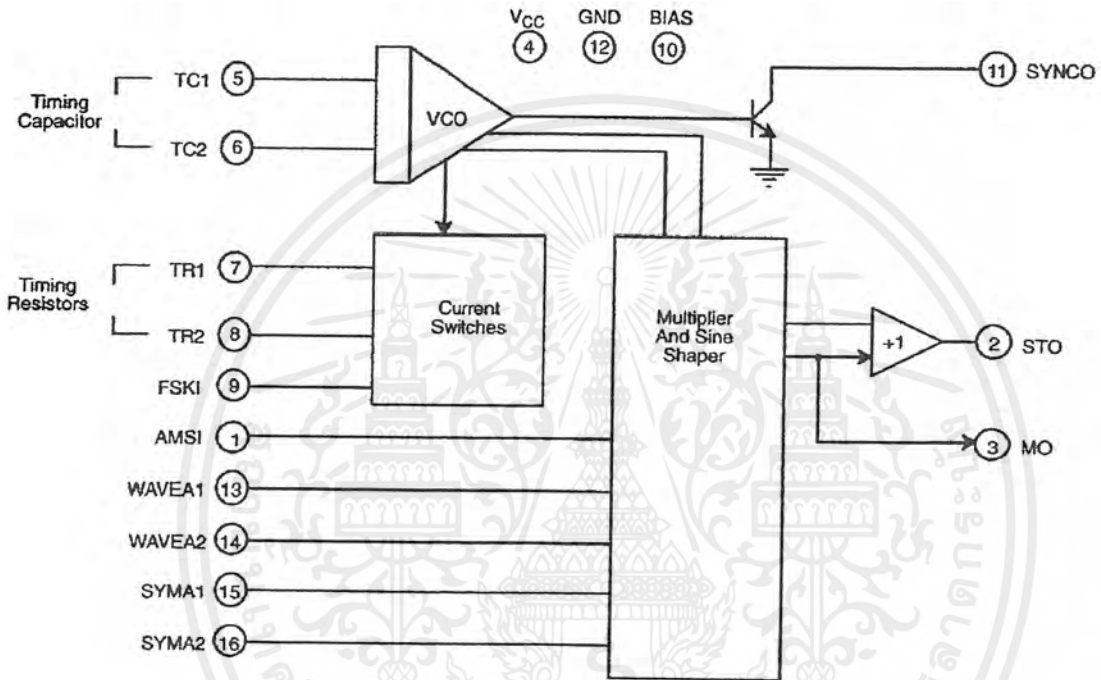 VCC GND BIAS
4 12 10
TC1 5
Timing
Capacitor
TC2 6
VCO
11 SYNCO
TR1 7
Timing
Resistors
TR2 8
FSKI 9
Current
Switches
AMSI 1
WAVEA1 13
WAVEA2 14
SYMA1 15
SYMA2 16
Multiplier
And Sine
Shaper
+1
2 STO
3 MO